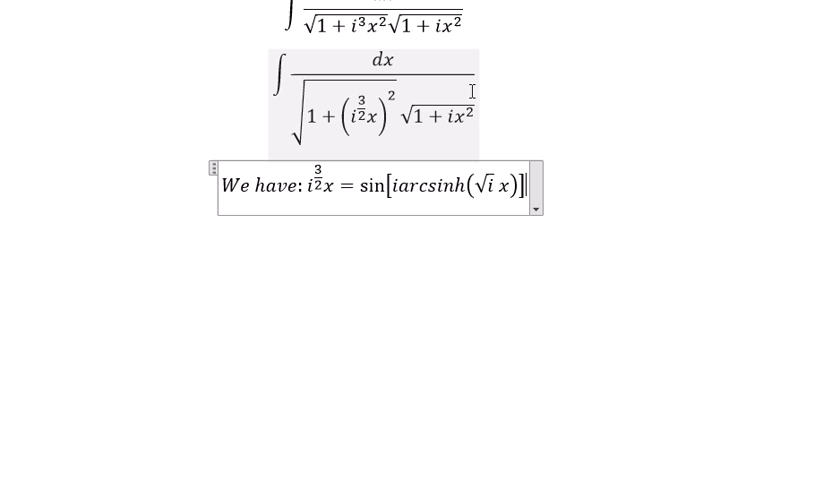 ∫ √1 + i³x²√1 + ix²
∫ dx / √1 + (i^(3/2)x)² √1 + ix²
We have: i^(3/2)x = sin[iarcsinh(√i x)]